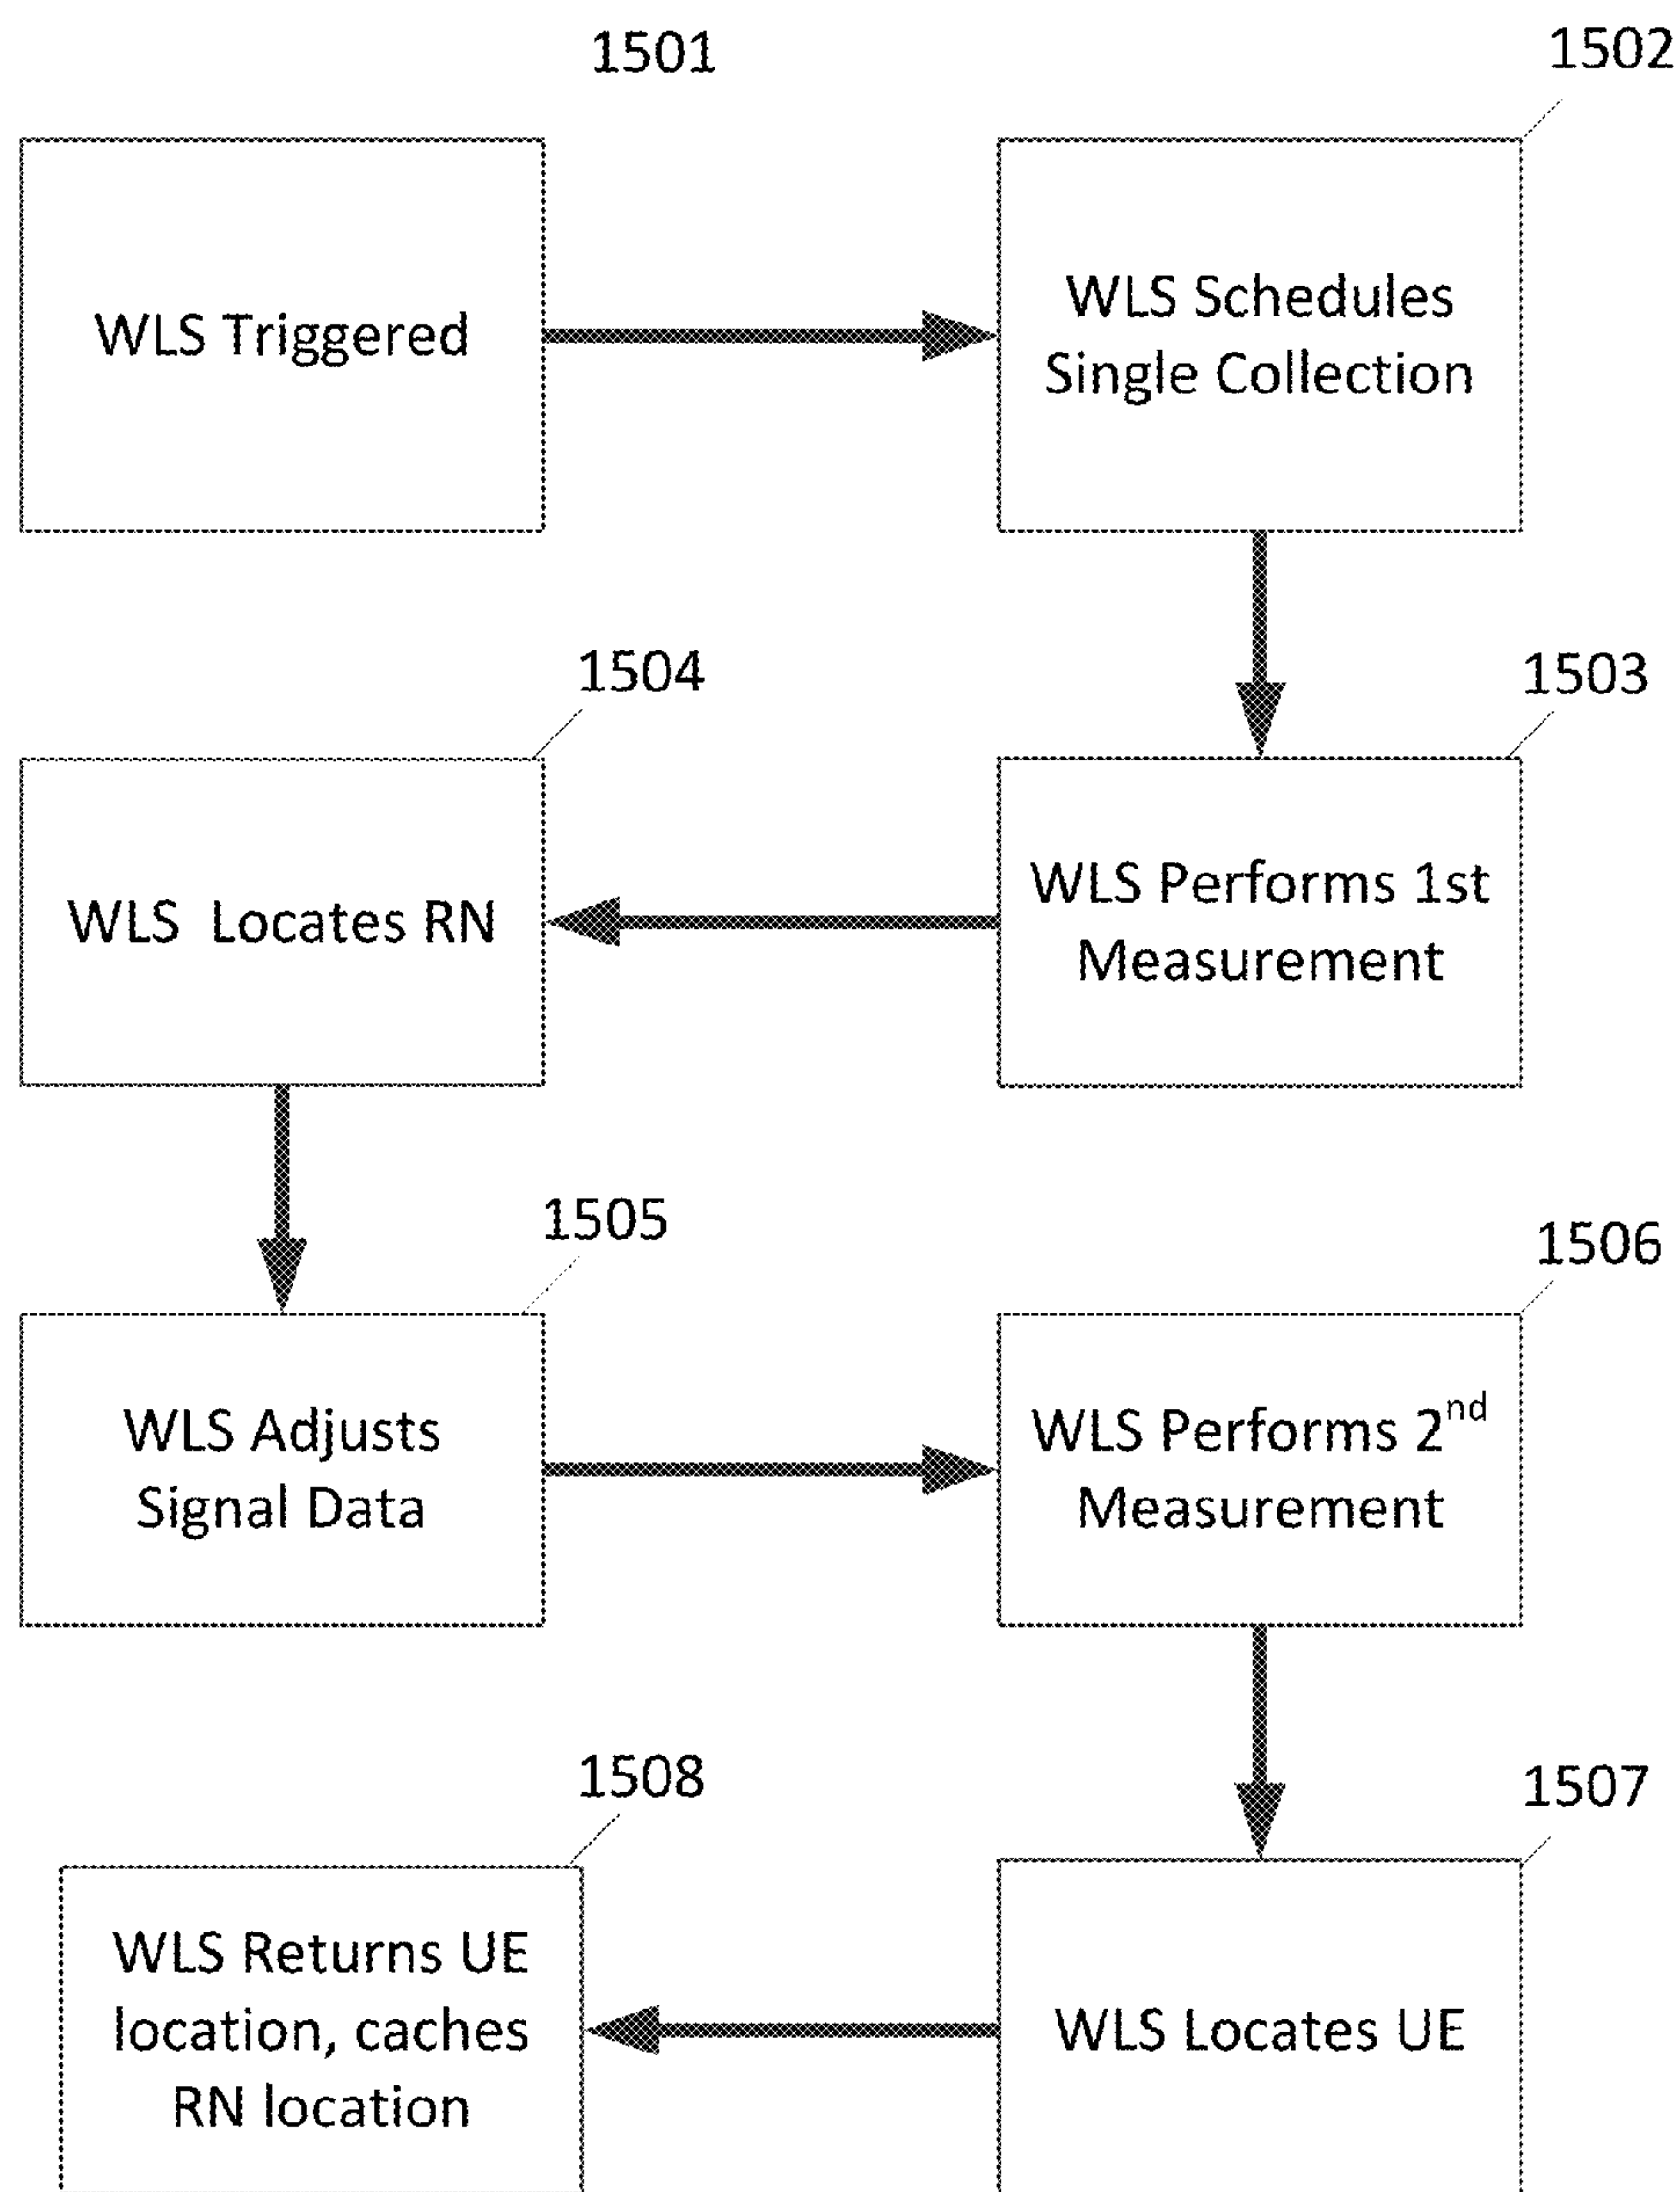 1501
WLS Triggered
1502
WLS Schedules
Single Collection
1503
WLS Performs 1st
Measurement
1504
WLS Locates RN
1505
WLS Adjusts
Signal Data
1506
WLS Performs 2nd
Measurement
1507
WLS Locates UE
1508
WLS Returns UE
location, caches
RN location